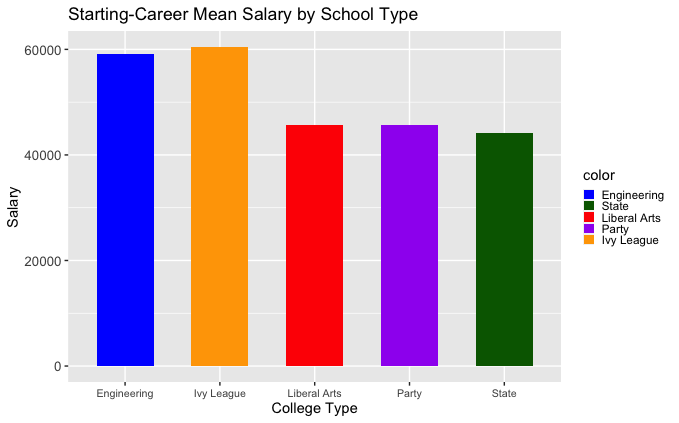 Starting-Career Mean Salary by School Type
Salary
60000
40000
20000
0
Engineering
Ivy League
Liberal Arts
Party
State
College Type
color
Engineering
State
Liberal Arts
Party
Ivy League